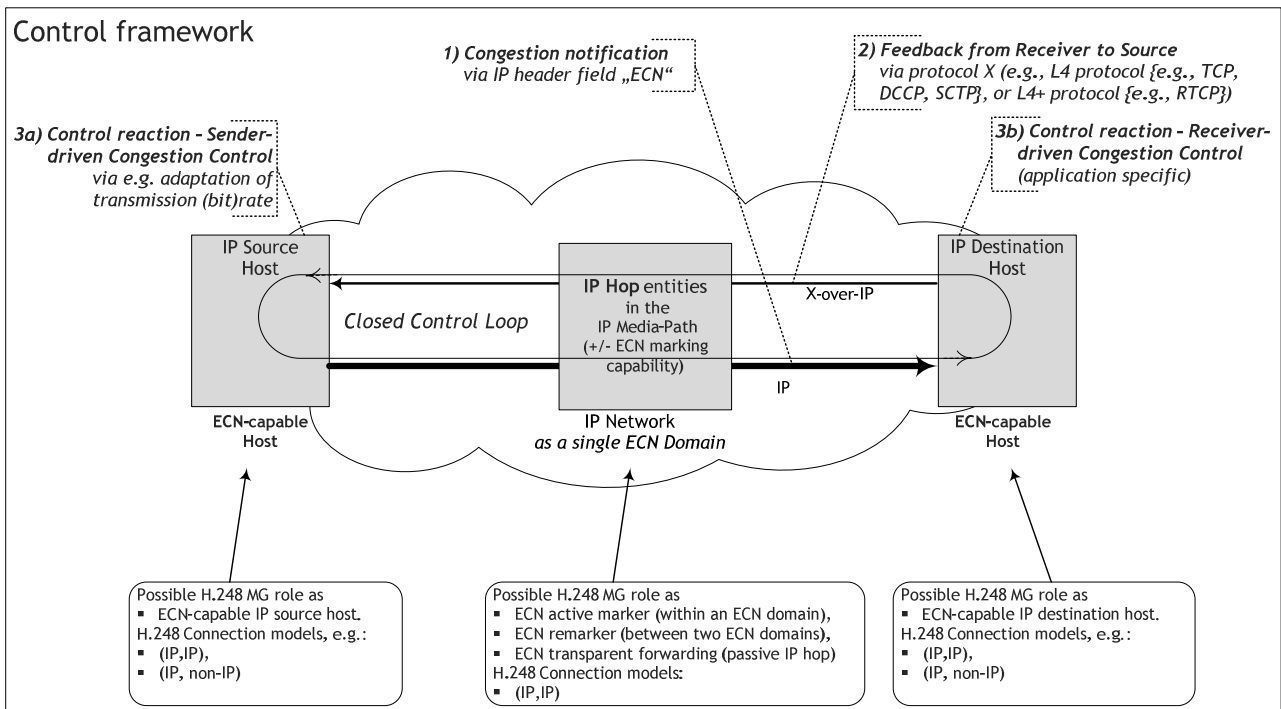 Control framework
1) Congestion notification
via IP header field „ECN“
2) Feedback from Receiver to Source
via protocol X (e.g., L4 protocol {e.g., TCP,
DCCP, SCTP}, or L4+ protocol {e.g., RTCP})
3a) Control reaction - Sender-
driven Congestion Control
via e.g. adaptation of
transmission (bit)rate
3b) Control reaction - Receiver-
driven Congestion Control
(application specific)
IP Source
Host
IP Hop entities
in the
IP Media-Path
(+/- ECN marking
capability)
IP Destination
Host
X-over-IP
Closed Control Loop
IP
ECN-capable
Host
IP Network
as a single ECN Domain
ECN-capable
Host
Possible H.248 MG role as
▪ ECN-capable IP source host.
H.248 Connection models, e.g.:
▪ (IP,IP),
▪ (IP, non-IP)
Possible H.248 MG role as
▪ ECN active marker (within an ECN domain),
▪ ECN remarker (between two ECN domains),
▪ ECN transparent forwarding (passive IP hop)
H.248 Connection models:
▪ (IP,IP)
Possible H.248 MG role as
▪ ECN-capable IP destination host.
H.248 Connection models, e.g.:
▪ (IP,IP),
▪ (IP, non-IP)